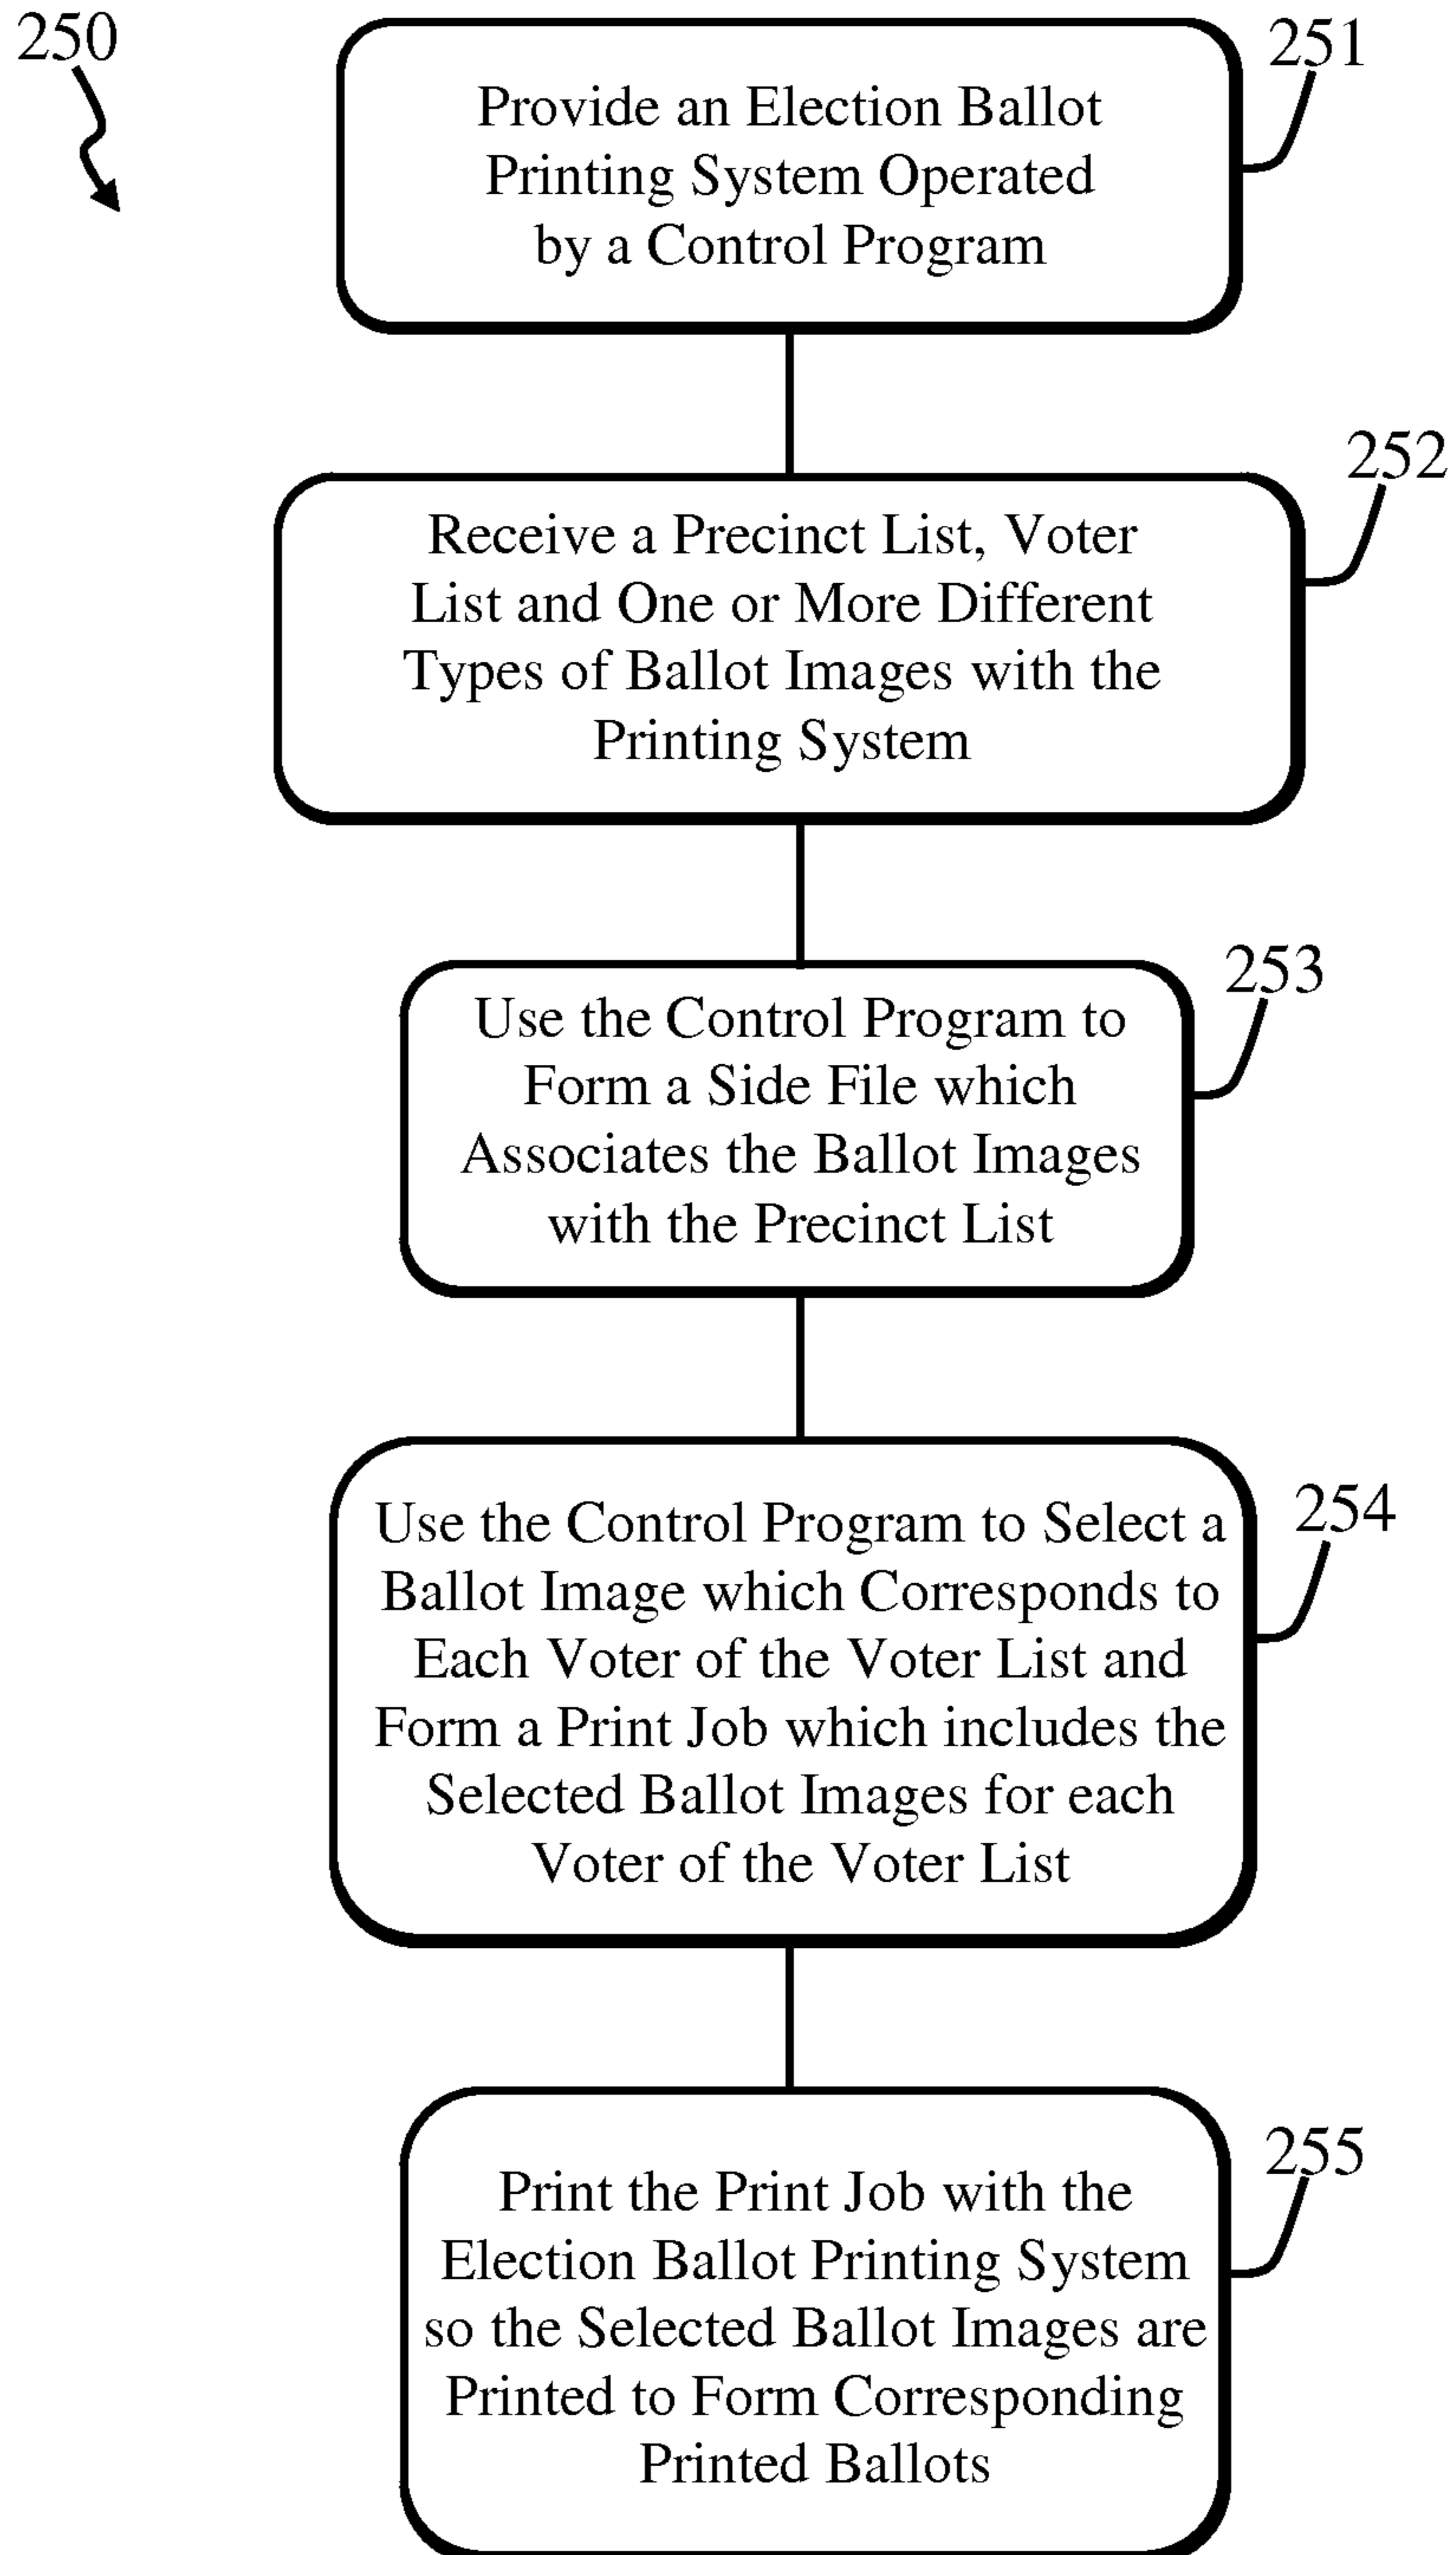 250
251
Provide an Election Ballot
Printing System Operated
by a Control Program
252
Receive a Precinct List, Voter
List and One or More Different
Types of Ballot Images with the
Printing System
253
Use the Control Program to
Form a Side File which
Associates the Ballot Images
with the Precinct List
254
Use the Control Program to Select a
Ballot Image which Corresponds to
Each Voter of the Voter List and
Form a Print Job which includes the
Selected Ballot Images for each
Voter of the Voter List
255
Print the Print Job with the
Election Ballot Printing System
so the Selected Ballot Images are
Printed to Form Corresponding
Printed Ballots